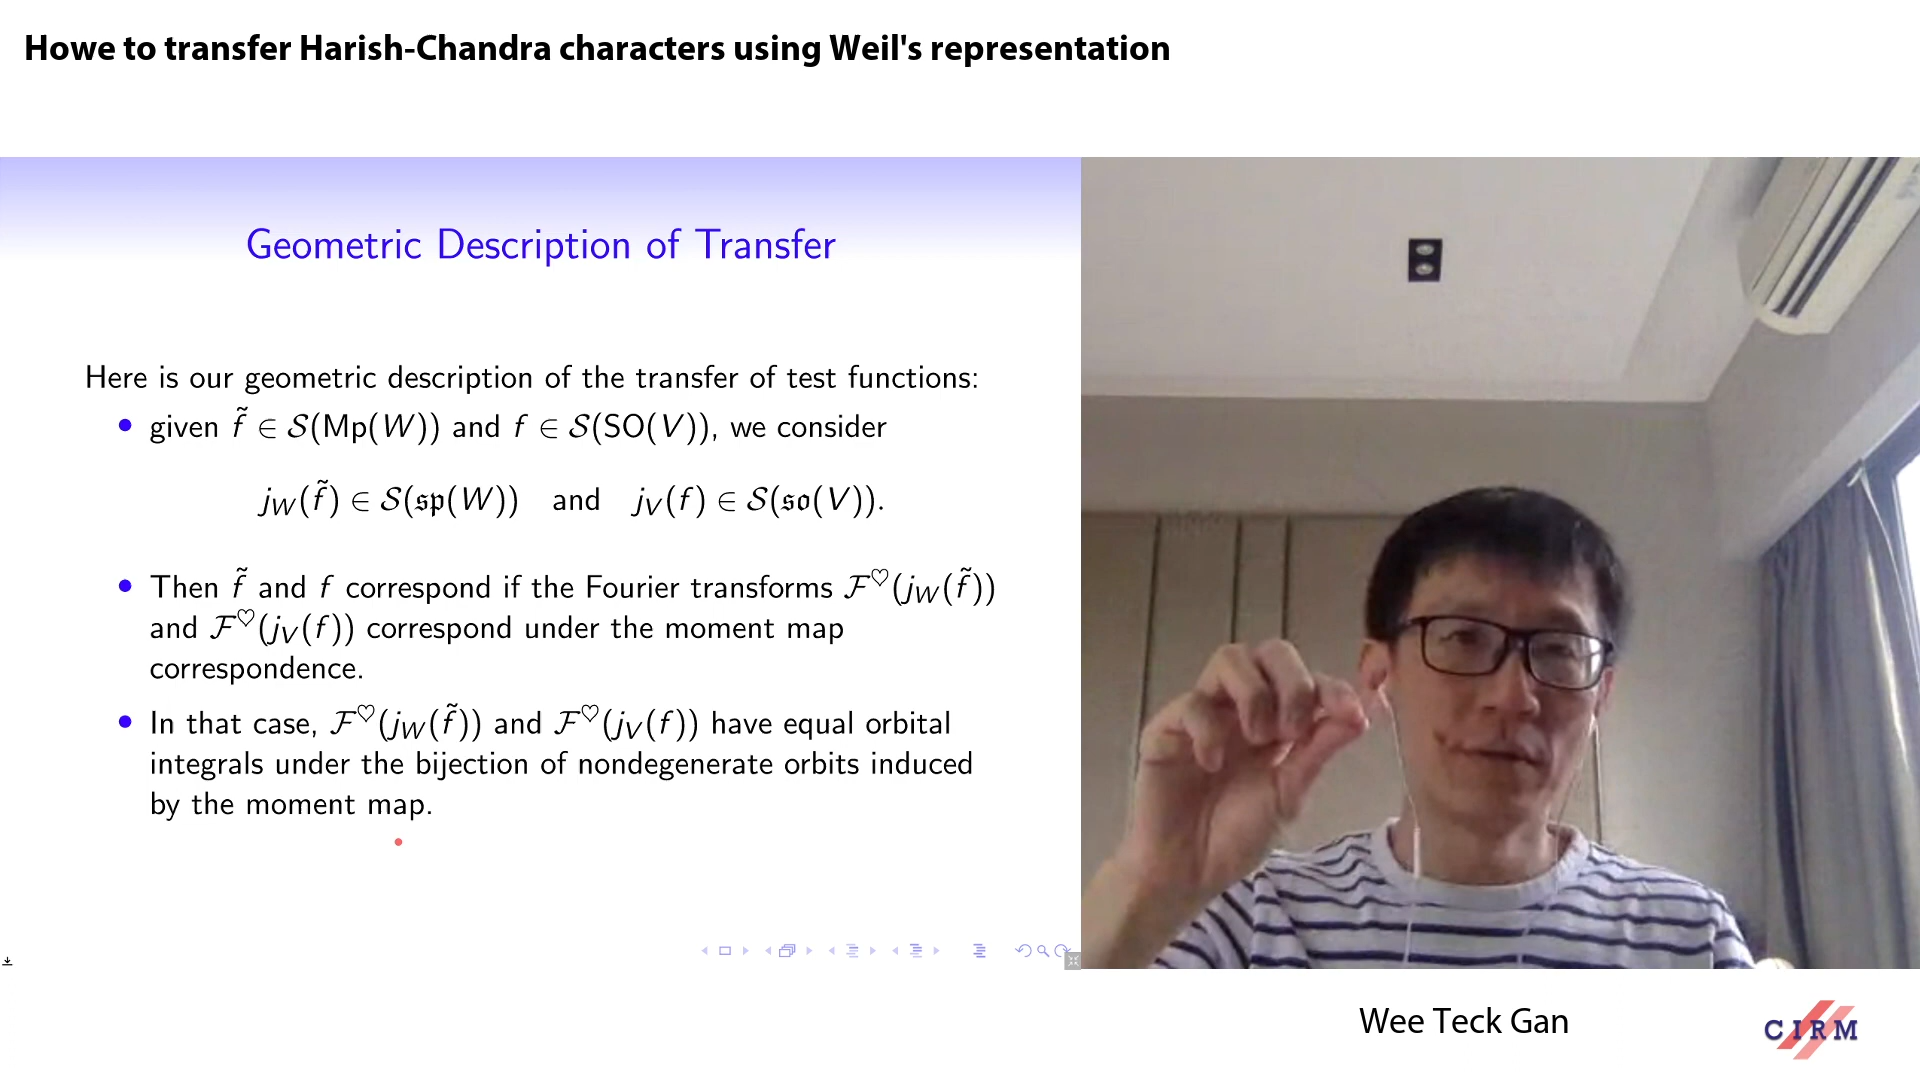 Howe to transfer Harish-Chandra characters using Weil's representation
Geometric Description of Transfer
Here is our geometric description of the transfer of test functions:
• given f̃ ∈ 𝒮(Mp(W)) and f ∈ 𝒮(SO(V)), we consider
j_W(f̃) ∈ 𝒮(𝔰𝔭(W)) and j_V(f) ∈ 𝒮(𝔰𝔬(V)).
• Then f̃ and f correspond if the Fourier transforms ℱ^♡(j_W(f̃))
and ℱ^♡(j_V(f)) correspond under the moment map
correspondence.
• In that case, ℱ^♡(j_W(f̃)) and ℱ^♡(j_V(f)) have equal orbital
integrals under the bijection of nondegenerate orbits induced
by the moment map.
Wee Teck Gan
CIRM